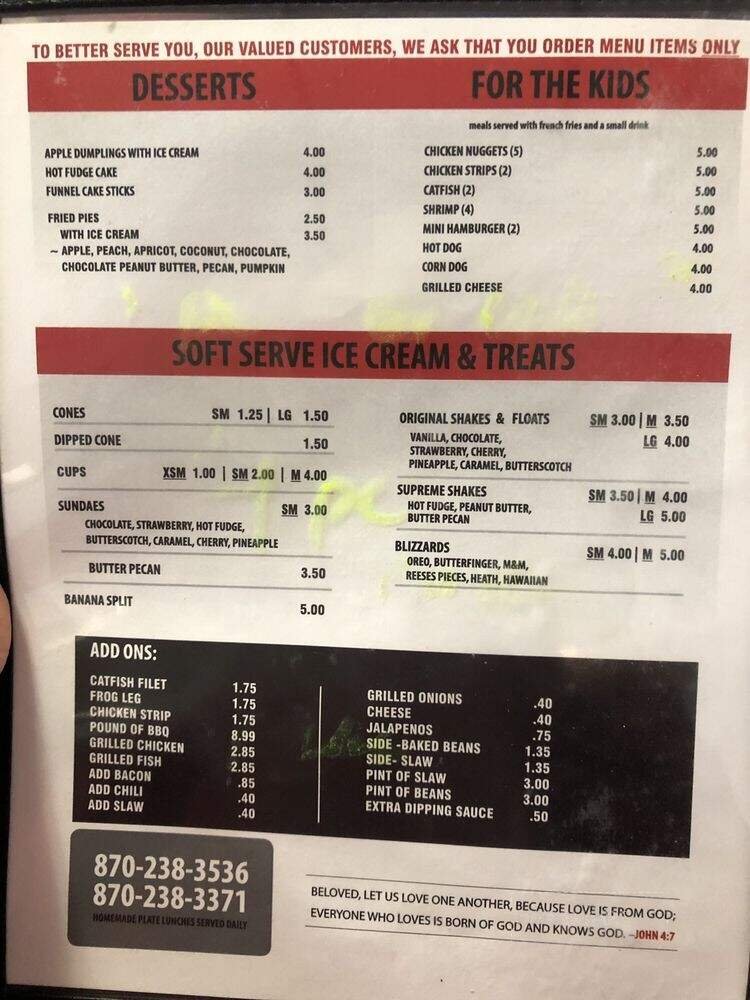 TO BETTER SERVE YOU, OUR VALUED CUSTOMERS, WE ASK THAT YOU ORDER MENU ITEMS ONLY
DESSERTS
APPLE DUMPLINGS WITH ICE CREAM 4.00
HOT FUDGE CAKE 4.00
FUNNEL CAKE STICKS 3.00
FRIED PIES 2.50
WITH ICE CREAM 3.50
~ APPLE, PEACH, APRICOT, COCONUT, CHOCOLATE,
CHOCOLATE PEANUT BUTTER, PECAN, PUMPKIN
FOR THE KIDS
meals served with french fries and a small drink
CHICKEN NUGGETS (5) 5.00
CHICKEN STRIPS (2) 5.00
CATFISH (2) 5.00
SHRIMP (4) 5.00
MINI HAMBURGER (2) 5.00
HOT DOG 4.00
CORN DOG 4.00
GRILLED CHEESE 4.00
SOFT SERVE ICE CREAM & TREATS
CONES SM 1.25 | LG 1.50
DIPPED CONE 1.50
CUPS XSM 1.00 | SM 2.00 | M 4.00
SUNDAES SM 3.00
CHOCOLATE, STRAWBERRY, HOT FUDGE,
BUTTERSCOTCH, CARAMEL, CHERRY, PINEAPPLE
BUTTER PECAN 3.50
BANANA SPLIT 5.00
ORIGINAL SHAKES & FLOATS SM 3.00 | M 3.50
VANILLA, CHOCOLATE, LG 4.00
STRAWBERRY, CHERRY,
PINEAPPLE, CARAMEL, BUTTERSCOTCH
SUPREME SHAKES SM 3.50 | M 4.00
HOT FUDGE, PEANUT BUTTER, LG 5.00
BUTTER PECAN
BLIZZARDS SM 4.00 | M 5.00
OREO, BUTTERFINGER, M&M,
REESES PIECES, HEATH, HAWAIIAN
ADD ONS:
CATFISH FILET 1.75
FROG LEG 1.75
CHICKEN STRIP 1.75
POUND OF BBQ 8.99
GRILLED CHICKEN 2.85
GRILLED FISH 2.85
ADD BACON .85
ADD CHILI .40
ADD SLAW .40
GRILLED ONIONS .40
CHEESE .40
JALAPENOS .75
SIDE -BAKED BEANS 1.35
SIDE- SLAW 1.35
PINT OF SLAW 3.00
PINT OF BEANS 3.00
EXTRA DIPPING SAUCE .50
870-238-3536
870-238-3371
HOMEMADE PLATE LUNCHES SERVED DAILY
BELOVED, LET US LOVE ONE ANOTHER, BECAUSE LOVE IS FROM GOD;
EVERYONE WHO LOVES IS BORN OF GOD AND KNOWS GOD. –JOHN 4:7